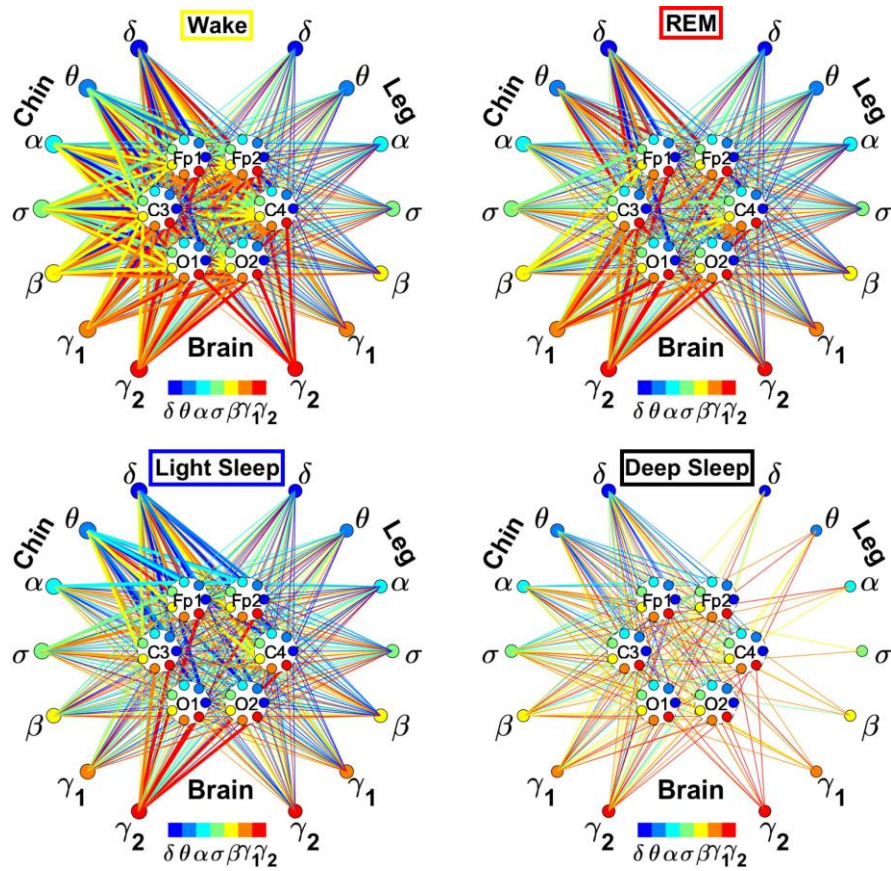 Wake
δ δ
θ θ
Chin Leg
α α
Fp1 Fp2
σ C3 C4 σ
O1 O2
β β
γ1 γ1
Brain
γ2 γ2
δ θ α σ β γ1 γ2
REM
δ δ
θ θ
Chin Leg
α α
Fp1 Fp2
σ C3 C4 σ
O1 O2
β β
γ1 γ1
Brain
γ2 γ2
δ θ α σ β γ1 γ2
Light Sleep
δ δ
θ θ
Chin Leg
α α
Fp1 Fp2
σ C3 C4 σ
O1 O2
β β
γ1 γ1
Brain
γ2 γ2
δ θ α σ β γ1 γ2
Deep Sleep
δ δ
θ θ
Chin Leg
α α
Fp1 Fp2
σ C3 C4 σ
O1 O2
β β
γ1 γ1
Brain
γ2 γ2
δ θ α σ β γ1 γ2